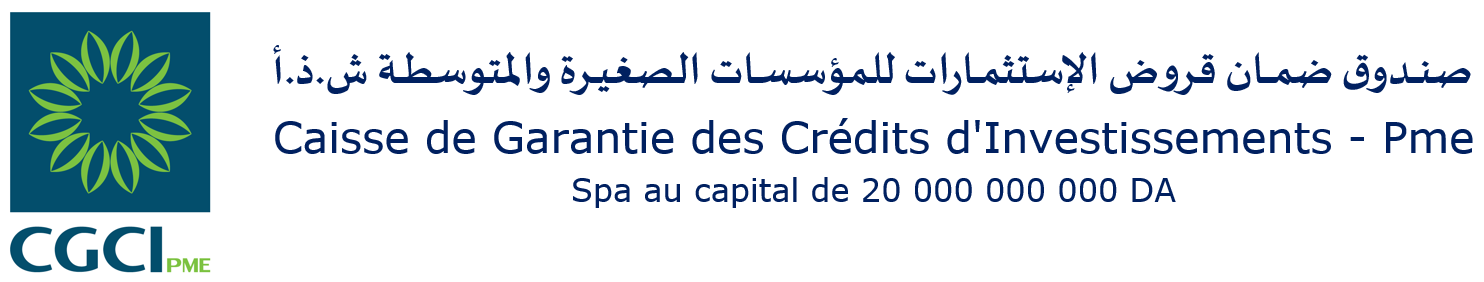 صندوق ضمان قروض الإستثمارات للمؤسسات الصغيرة والمتوسطة ش.ذ.أ
Caisse de Garantie des Crédits d'Investissements - Pme
Spa au capital de 20 000 000 000 DA
CGCI PME